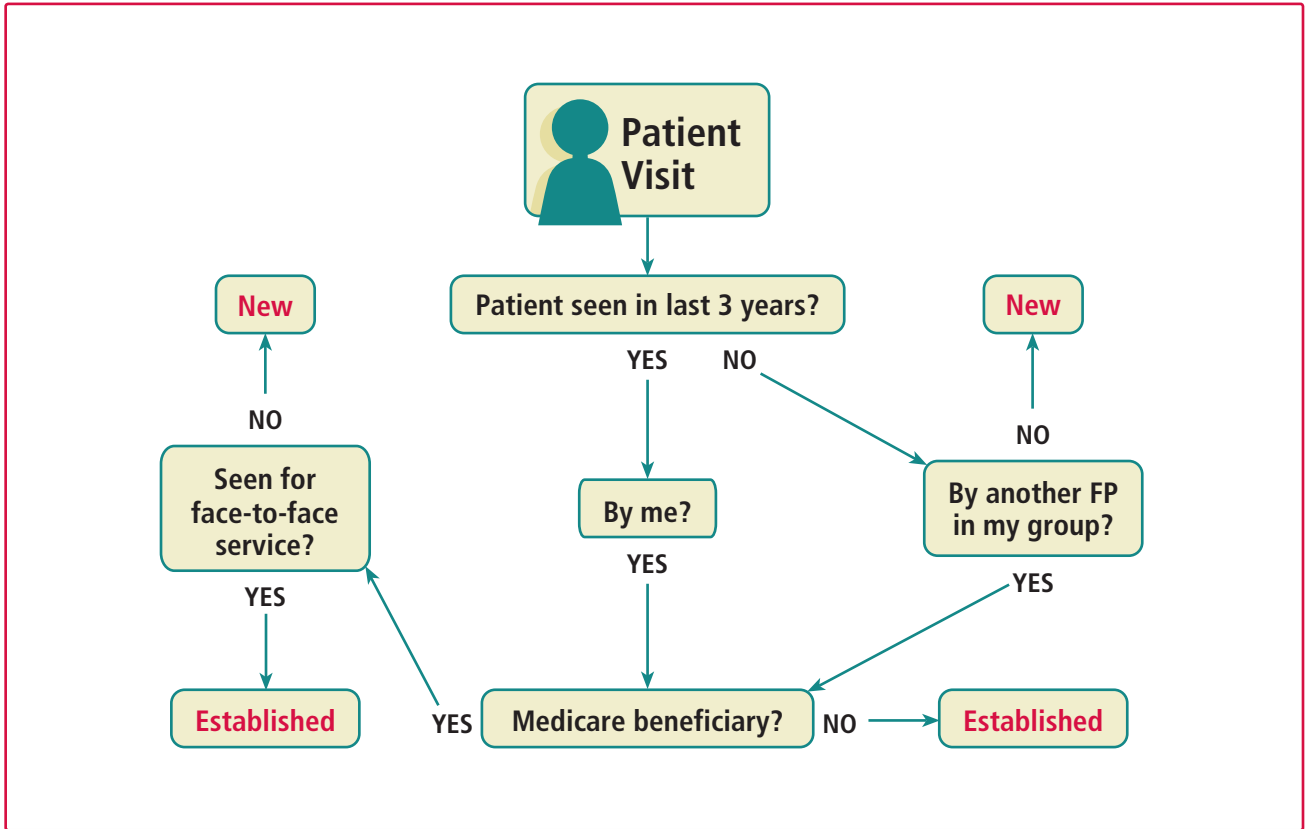 Patient
Visit
New
Patient seen in last 3 years?
New
YES
NO
NO
NO
Seen for
face-to-face
service?
By me?
By another FP
in my group?
YES
YES
YES
Established
YES
Medicare beneficiary?
NO
Established